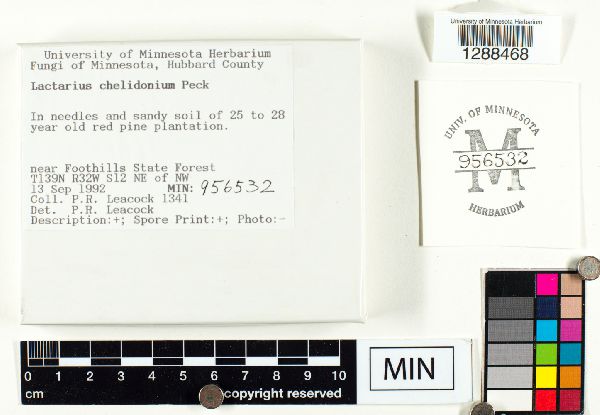 University of Minnesota Herbarium
Fungi of Minnesota, Hubbard County
Lactarius chelidonium Peck
In needles and sandy soil of 25 to 28
year old red pine plantation.
near Foothills State Forest
T139N R32W S12 NE of NW
13 Sep 1992 MIN: 956532
Coll. P.R. Leacock 1341
Det. P.R. Leacock
Description:+; Spore Print:+; Photo:-
University of Minnesota Herbarium
1288468
UNIV. OF MINNESOTA
M
956532
HERBARIUM
0 1 2 3 4 5 6 7 8 9 10
cm copyright reserved
MIN